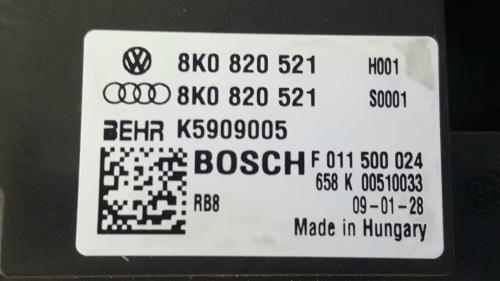 8K0 820 521 H001
8K0 820 521 S0001
BEHR K5909005
BOSCH F 011 500 024
658 K 00510033
RB8 09-01-28
Made in Hungary